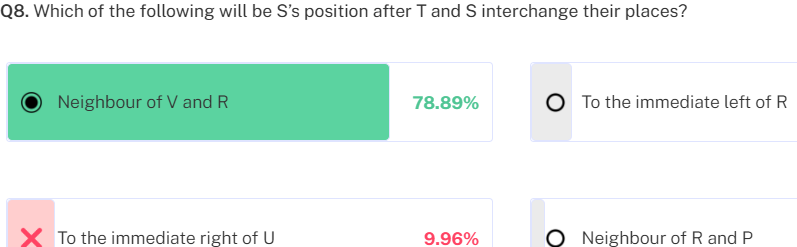 Q8. Which of the following will be S’s position after T and S interchange their places?
Neighbour of V and R 78.89%
To the immediate left of R
To the immediate right of U 9.96%
Neighbour of R and P